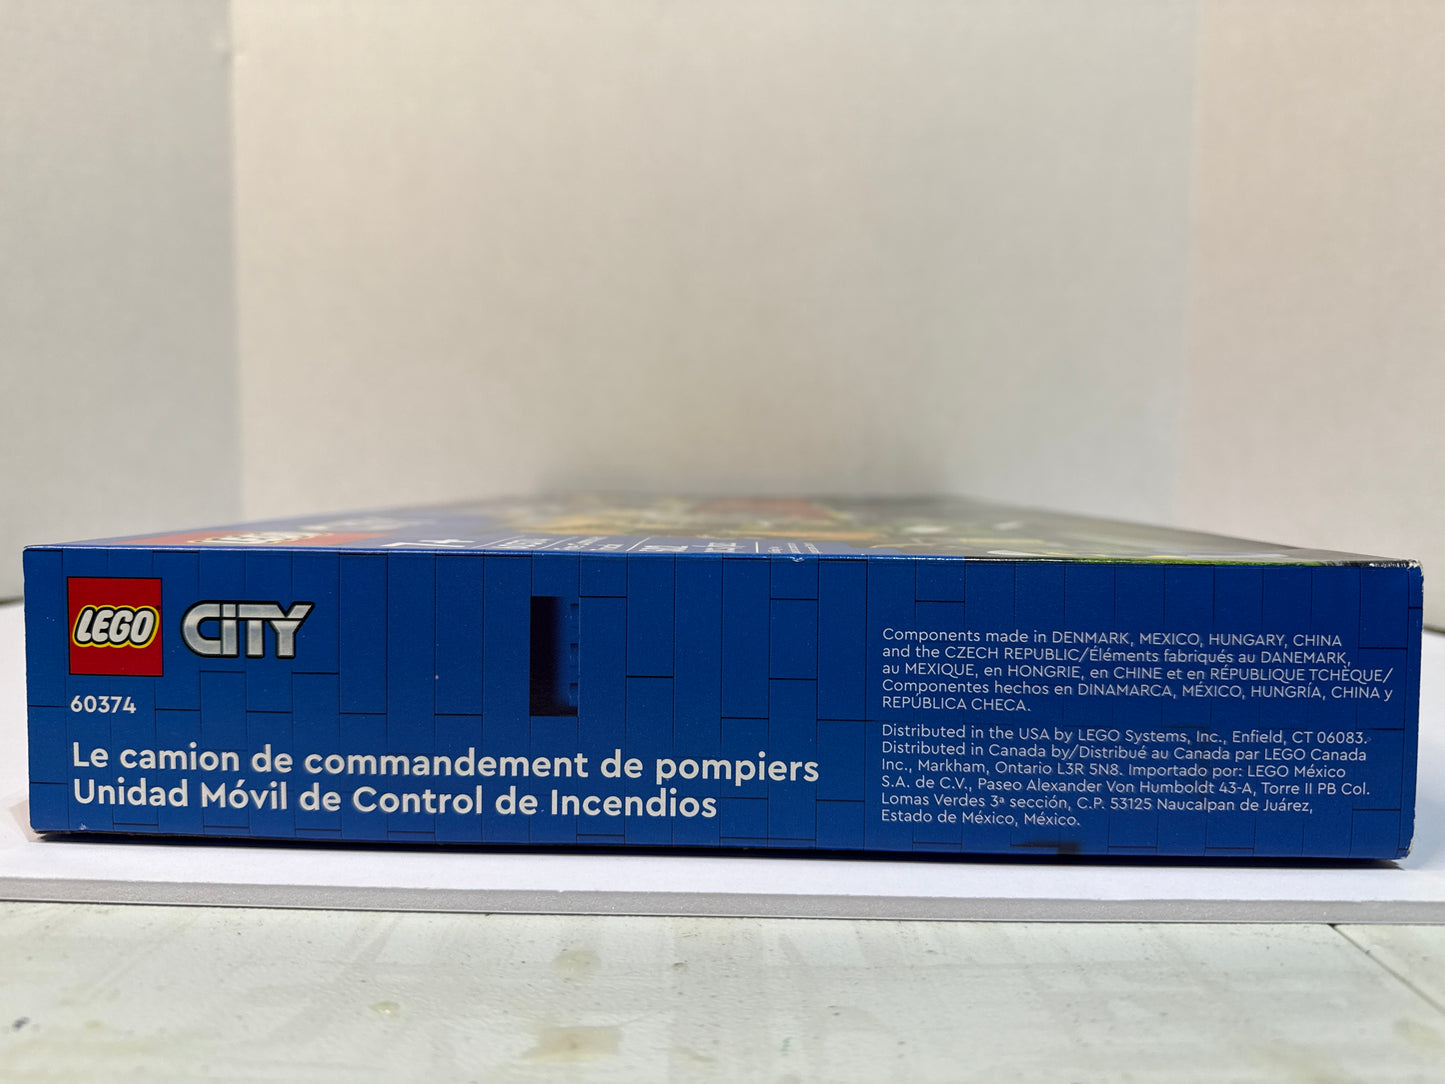 LEGO CITY
60374
Le camion de commandement de pompiers
Unidad Móvil de Control de Incendios
Components made in DENMARK, MEXICO, HUNGARY, CHINA
and the CZECH REPUBLIC/Éléments fabriqués au DANEMARK,
au MEXIQUE, en HONGRIE, en CHINE et en RÉPUBLIQUE TCHÈQUE/
Componentes hechos en DINAMARCA, MÉXICO, HUNGRÍA, CHINA y
REPÚBLICA CHECA.
Distributed in the USA by LEGO Systems, Inc., Enfield, CT 06083.
Distributed in Canada by/Distribué au Canada par LEGO Canada
Inc., Markham, Ontario L3R 5N8. Importado por: LEGO México
S.A. de C.V., Paseo Alexander Von Humboldt 43-A, Torre II PB Col.
Lomas Verdes 3ª sección, C.P. 53125 Naucalpan de Juárez,
Estado de México, México.